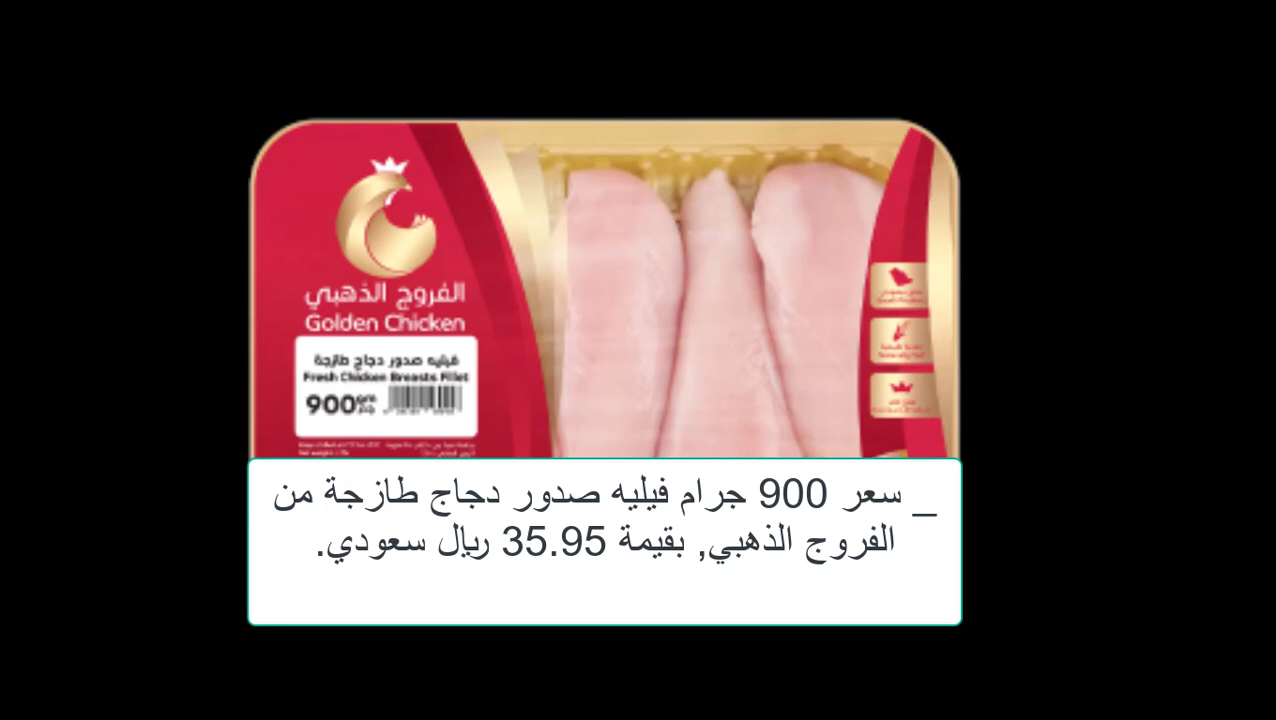 الفروج الذهبي
Golden Chicken
فيليه صدور دجاج طازجة
Fresh Chicken Breasts Fillet
900
_ سعر 900 جرام فيليه صدور دجاج طازجة من
الفروج الذهبي, بقيمة 35.95 ريال سعودي.